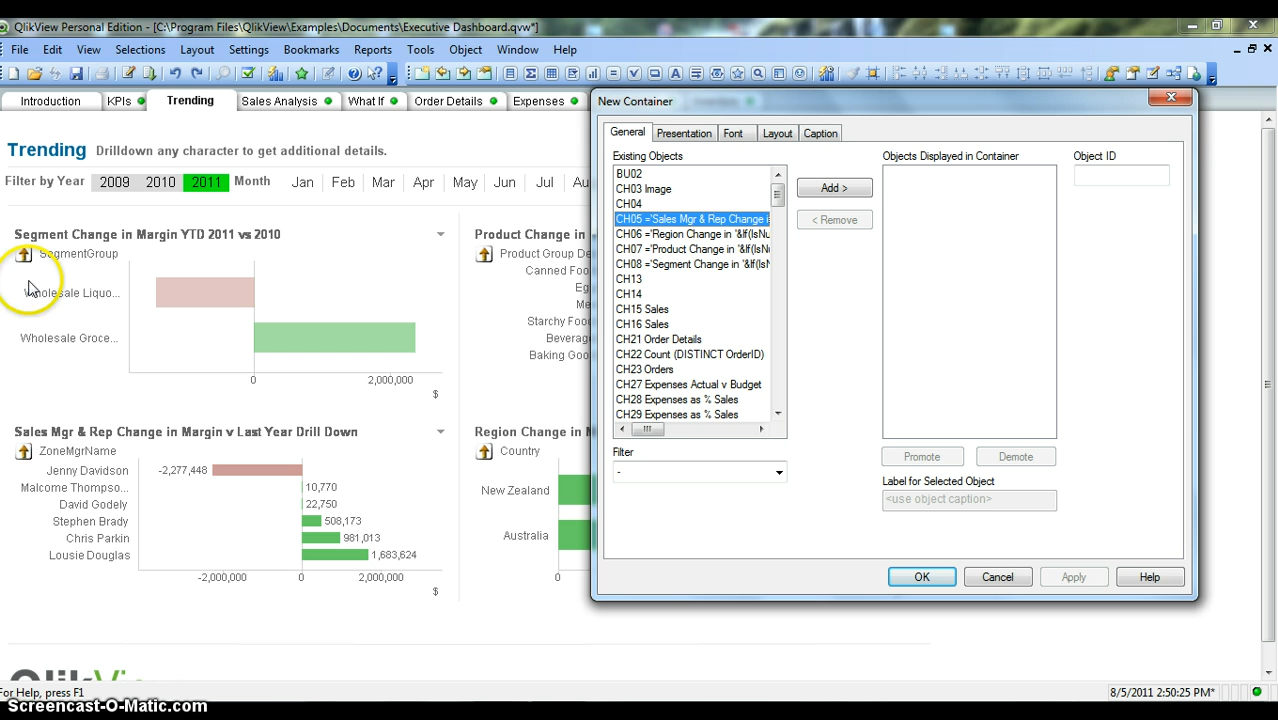 QlikView Personal Edition - [C:\Program Files\QlikView\Examples\Documents\Executive Dashboard.qvw*]
File Edit View Selections Layout Settings Bookmarks Reports Tools Object Window Help
Introduction KPIs Trending Sales Analysis What If Order Details Expenses
Trending Drilldown any character to get additional details.
Filter by Year 2009 2010 2011 Month Jan Feb Mar Apr May Jun Jul Au
Segment Change in Margin YTD 2011 vs 2010
SegmentGroup
Wholesale Liquo...
Wholesale Groce...
0 2,000,000
$
Product Change in
Product Group De
Canned Foo
Eg
Me
Starchy Foo
Beverag
Baking Goo
Sales Mgr & Rep Change in Margin v Last Year Drill Down
ZoneMgrName
Jenny Davidson -2,277,448
Malcome Thompso... 10,770
David Godely 22,750
Stephen Brady 508,173
Chris Parkin 981,013
Lousie Douglas 1,683,624
-2,000,000 0 2,000,000
$
Region Change in M
Country
New Zealand
Australia
0
New Container
General Presentation Font Layout Caption
Existing Objects
BU02
CH03 Image
CH04
CH05 ='Sales Mgr & Rep Change i
CH06 ='Region Change in '&If(IsNu
CH07 ='Product Change in '&If(IsNu
CH08 ='Segment Change in '&If(IsN
CH13
CH14
CH15 Sales
CH16 Sales
CH21 Order Details
CH22 Count (DISTINCT OrderID)
CH23 Orders
CH27 Expenses Actual v Budget
CH28 Expenses as % Sales
CH29 Expenses as % Sales
Filter
-
Add >
< Remove
Objects Displayed in Container
Object ID
Promote Demote
Label for Selected Object
<use object caption>
OK Cancel Apply Help
QlikView
For Help, press F1
8/5/2011 2:50:25 PM*
Screencast-O-Matic.com